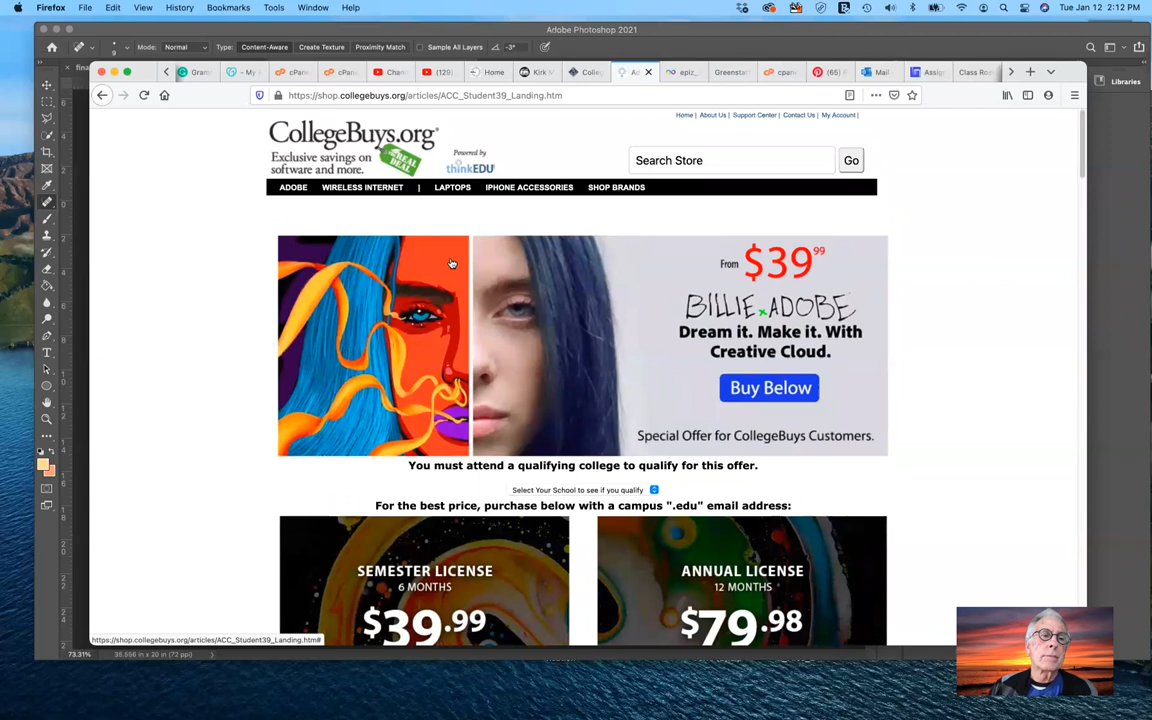 Firefox File Edit View History Bookmarks Tools Window Help Tue Jan 12 2:12 PM
Adobe Photoshop 2021
Mode: Normal Type: Content-Aware Create Texture Proximity Match Sample All Layers -3°
Libraries
Gram - My cPane cPane Chann (129) Home Kirk M Colleg Ad epiz_ Greenstat cpane (65) Mail Assign Class Ros
https://shop.collegebuys.org/articles/ACC_Student39_Landing.htm
Home | About Us | Support Center | Contact Us | My Account |
CollegeBuys.org
Exclusive savings on
software and more.
REAL DEAL
Powered by
thinkEDU
Search Store Go
ADOBE WIRELESS INTERNET | LAPTOPS IPHONE ACCESSORIES SHOP BRANDS
From $39 99
BILLIE x ADOBE
Dream it. Make it. With
Creative Cloud.
Buy Below
Special Offer for CollegeBuys Customers.
You must attend a qualifying college to qualify for this offer.
Select Your School to see if you qualify
For the best price, purchase below with a campus ".edu" email address:
SEMESTER LICENSE
6 MONTHS
$39.99
ANNUAL LICENSE
12 MONTHS
$79.98
https://shop.collegebuys.org/articles/ACC_Student39_Landing.htm#
73.31% 35.556 in x 20 in (72 ppi)